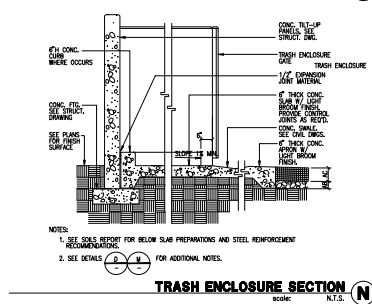 CONC. TILT-UP
PANELS, SEE
STRUCT. DWG.
6"H CONC.
CURB
WHERE OCCURS
TRASH ENCLOSURE
GATE
TRASH ENCLOSURE
1/2" EXPANSION
JOINT MATERIAL
CONC. FTG.
SEE STRUCT.
DRAWING
6" THICK CONC.
SLAB W/ LIGHT
BROOM FINISH,
PROVIDE CONTROL
JOINTS AS REQ'D.
SEE PLANS
FOR FINISH
SURFACE
6"
SLOPE 1% MIN.
CONC. SWALE.
SEE CIVIL DWGS.
6" THICK CONC.
APRON W/
LIGHT BROOM
FINISH.
AB
AC
NOTES:
1. SEE SOILS REPORT FOR BELOW SLAB PREPARATIONS AND STEEL REINFORCEMENT
RECOMMENDATIONS.
2. SEE DETAILS D - M - FOR ADDITIONAL NOTES.
TRASH ENCLOSURE SECTION N
scale: N.T.S.